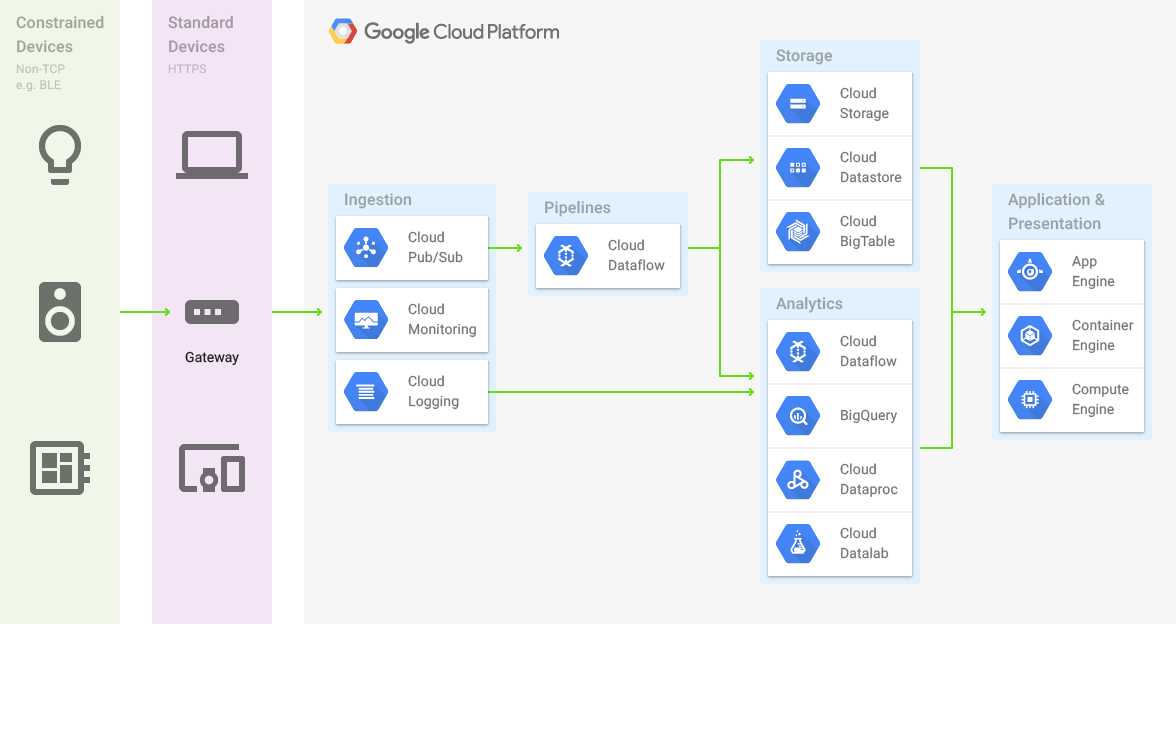 Constrained
Devices
Non-TCP
e.g. BLE
Standard
Devices
HTTPS
Gateway
Google Cloud Platform
Ingestion
Cloud
Pub/Sub
Cloud
Monitoring
Cloud
Logging
Pipelines
Cloud
Dataflow
Storage
Cloud
Storage
Cloud
Datastore
Cloud
BigTable
Analytics
Cloud
Dataflow
BigQuery
Cloud
Dataproc
Cloud
Datalab
Application &
Presentation
App
Engine
Container
Engine
Compute
Engine